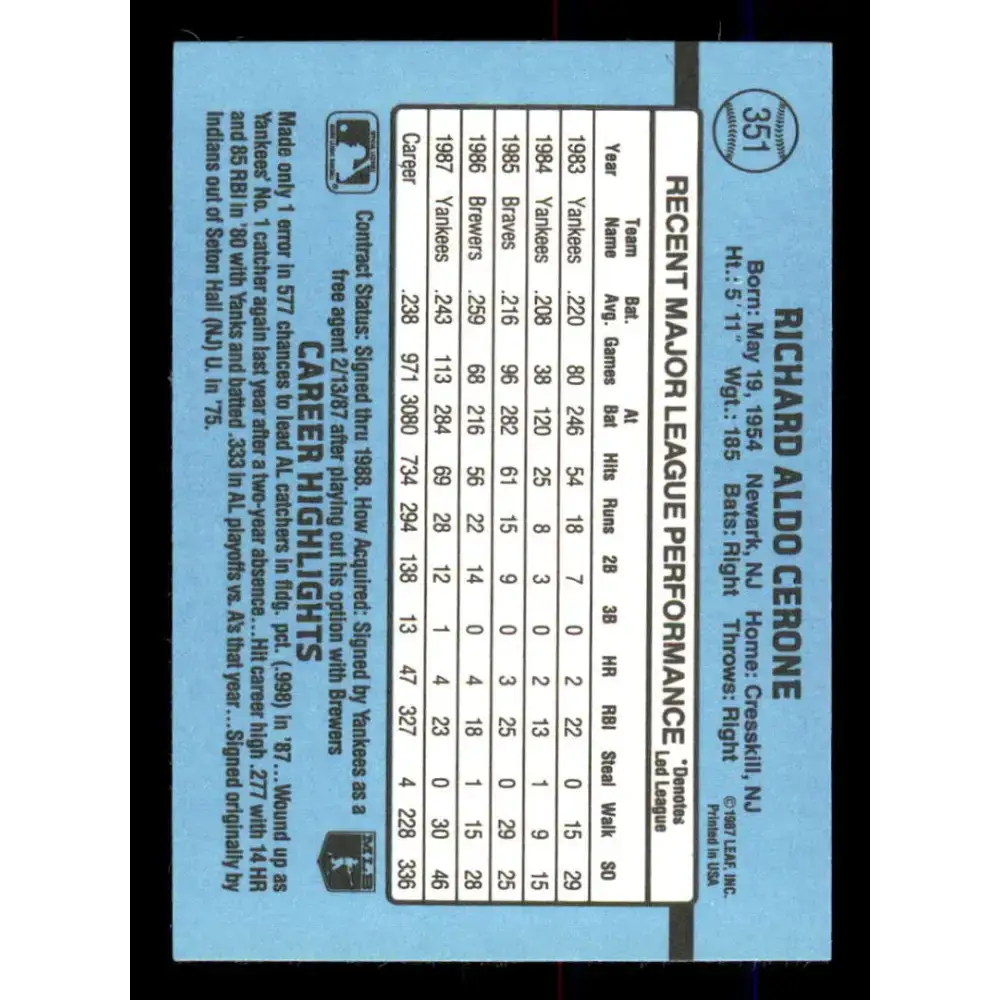 351
RICHARD ALDO CERONE
Born: May 19, 1954 Newark, NJ Home: Cresskill, NJ
Ht.: 5'11" Wgt.: 185 Bats: Right Throws: Right
©1987 LEAF, INC.
Printed in USA
RECENT MAJOR LEAGUE PERFORMANCE
*Denotes
Led League
Year Team Name Bat. Avg. Games At Bat Hits Runs 2B 3B HR RBI Steal Walk SO
1983 Yankees .220 80 246 54 18 7 0 2 22 0 15 29
1984 Yankees .208 38 120 25 8 3 0 2 13 1 9 15
1985 Braves .216 96 282 61 15 9 0 3 25 0 29 25
1986 Brewers .259 68 216 56 22 14 0 4 18 1 15 28
1987 Yankees .243 113 284 69 28 12 1 4 23 0 30 46
Career .238 971 3080 734 294 138 13 47 327 4 228 336
Contract Status: Signed thru 1988. How Acquired: Signed by Yankees as a
free agent 2/13/87 after playing out his option with Brewers
MLB
CAREER HIGHLIGHTS
Made only 1 error in 577 chances to lead AL catchers in fldg. pct. (.998) in '87...Wound up as
Yankees' No. 1 catcher again last year after a two-year absence...Hit career high .277 with 14 HR
and 85 RBI in '80 with Yanks and batted .333 in AL playoffs vs. A's that year...Signed originally by
Indians out of Seton Hall (NJ) U. in '75.